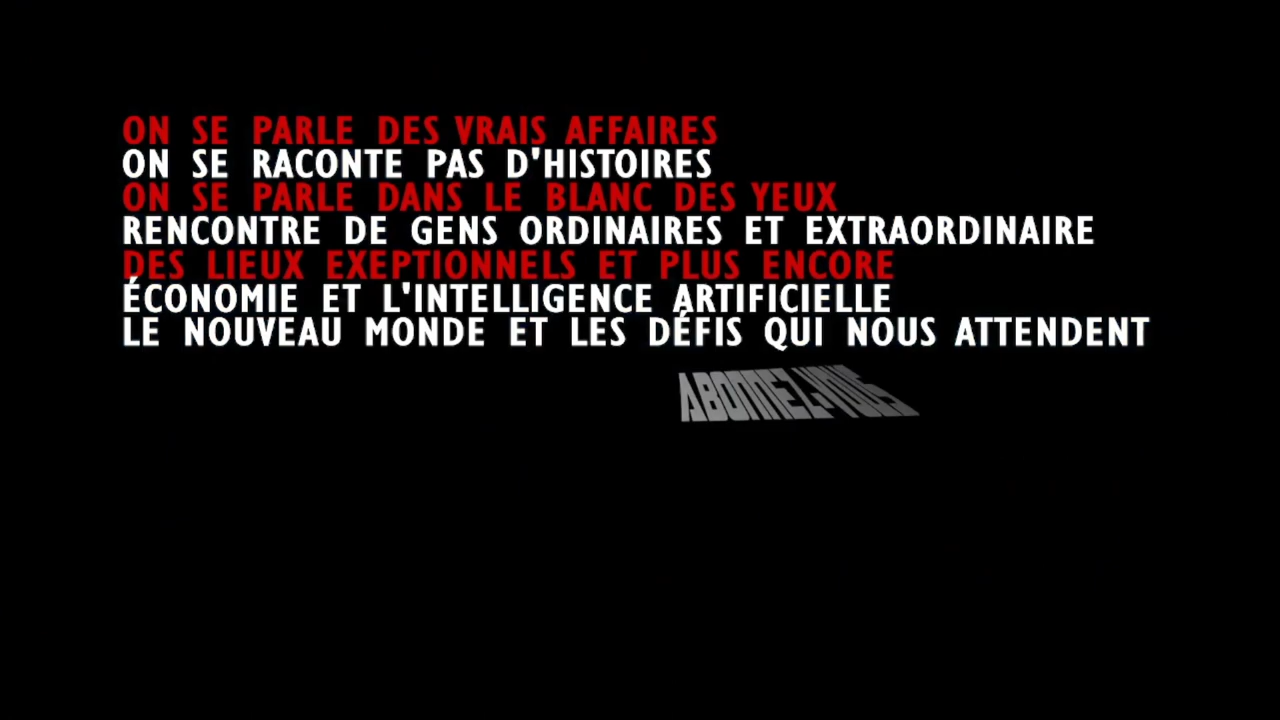 ON SE PARLE DES VRAIS AFFAIRES
ON SE RACONTE PAS D'HISTOIRES
ON SE PARLE DANS LE BLANC DES YEUX
RENCONTRE DE GENS ORDINAIRES ET EXTRAORDINAIRE
DES LIEUX EXEPTIONNELS ET PLUS ENCORE
ÉCONOMIE ET L'INTELLIGENCE ARTIFICIELLE
LE NOUVEAU MONDE ET LES DÉFIS QUI NOUS ATTENDENT
ABONNEZ-VOUS